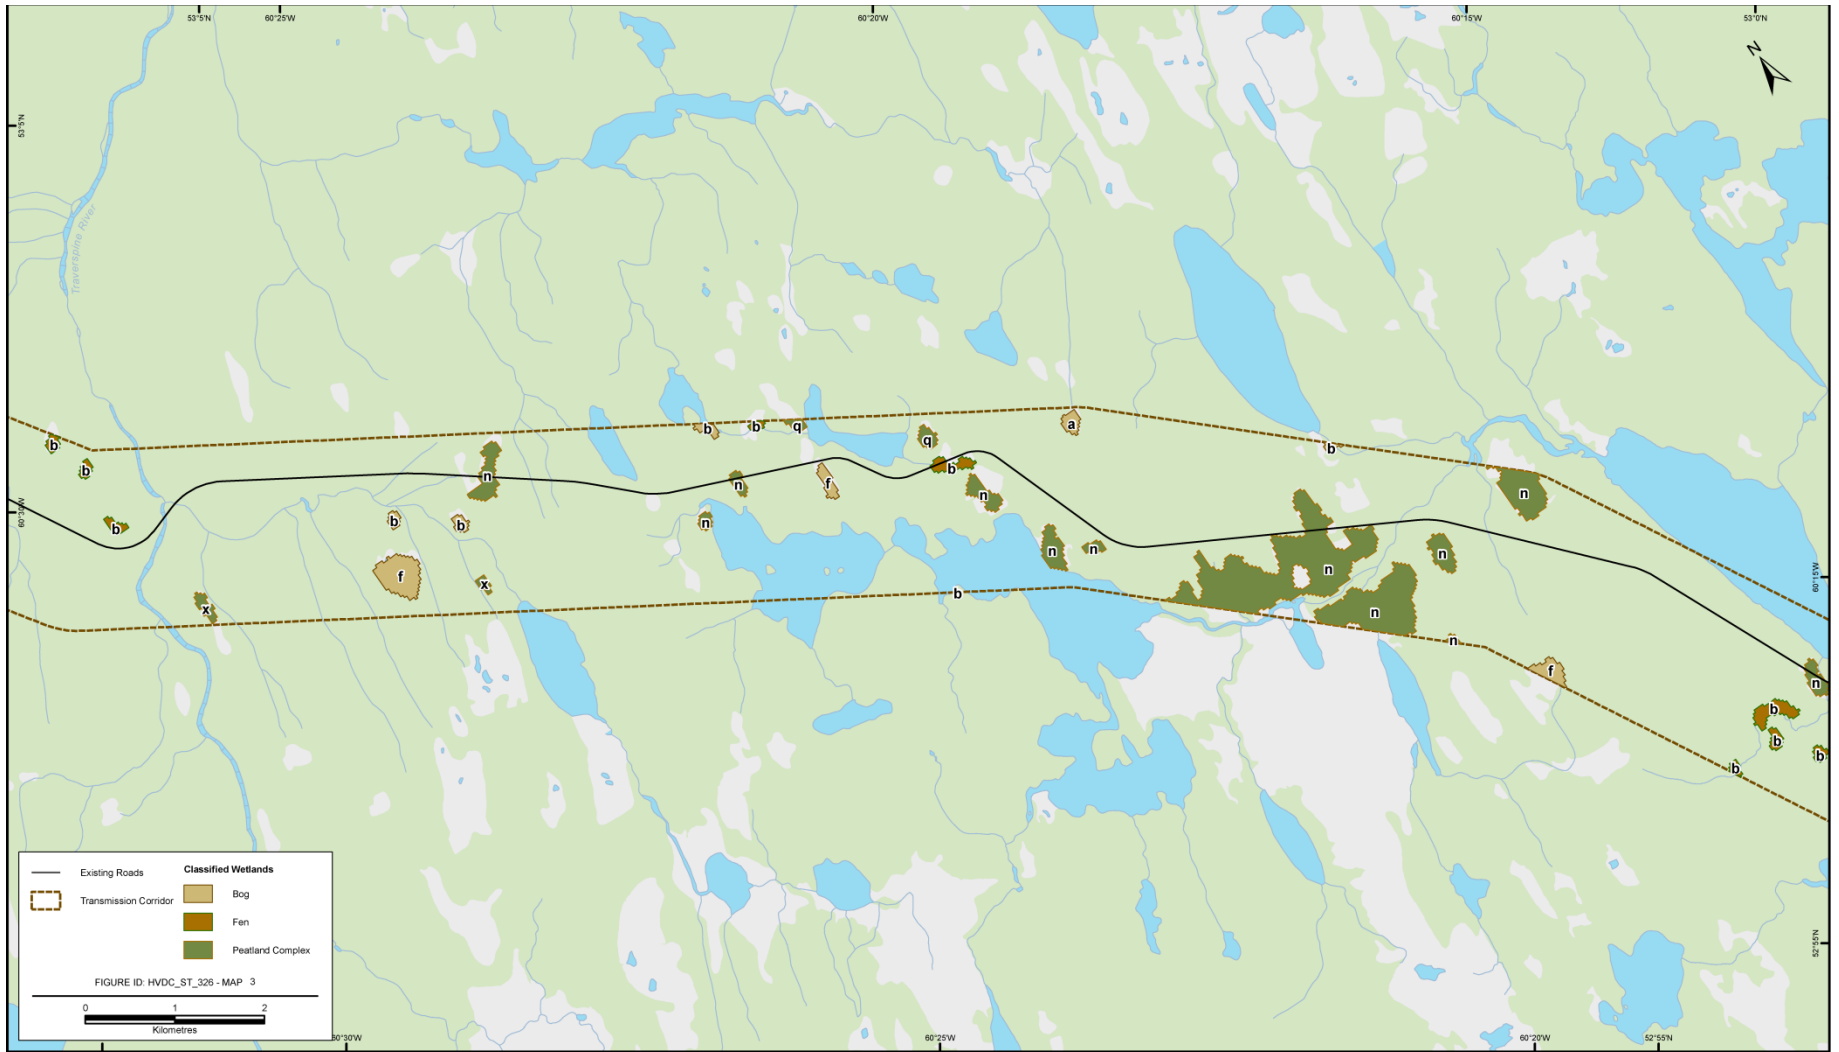 53°5'N
60°25'W
60°20'W
60°15'W
53°0'N
N
53°5'N
Traverspine River
a
b
b
b
q
q
b
b
b
b
n
n
f
n
n
60°30'W
b
b
b
n
n
n
n
n
60°15'W
f
x
x
b
n
n
f
n
b
b
b
b
Existing Roads
Transmission Corridor
Classified Wetlands
Bog
Fen
Peatland Complex
FIGURE ID: HVDC_ST_326 - MAP 3
0 1 2
Kilometres
52°55'N
60°30'W
60°25'W
60°20'W
52°55'N